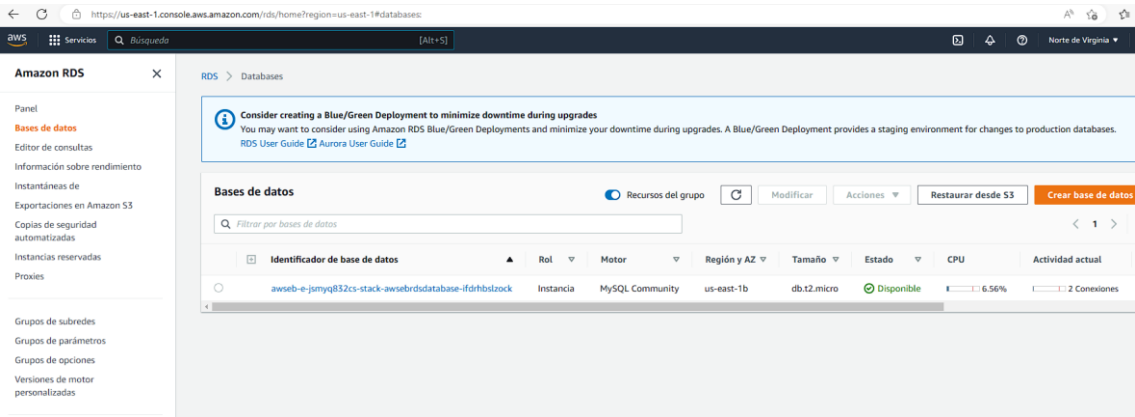 https://us-east-1.console.aws.amazon.com/rds/home?region=us-east-1#databases:
aws
Servicios
Búsqueda
[Alt+S]
Norte de Virginia
Amazon RDS
Panel
Bases de datos
Editor de consultas
Información sobre rendimiento
Instantáneas de
Exportaciones en Amazon S3
Copias de seguridad
automatizadas
Instancias reservadas
Proxies
Grupos de subredes
Grupos de parámetros
Grupos de opciones
Versiones de motor
personalizadas
RDS > Databases
Consider creating a Blue/Green Deployment to minimize downtime during upgrades
You may want to consider using Amazon RDS Blue/Green Deployments and minimize your downtime during upgrades. A Blue/Green Deployment provides a staging environment for changes to production databases.
RDS User Guide Aurora User Guide
Bases de datos
Recursos del grupo
Modificar
Acciones
Restaurar desde S3
Crear base de datos
Filtrar por bases de datos
1
Identificador de base de datos Rol Motor Región y AZ Tamaño Estado CPU Actividad actual
awseb-e-jsmyq832cs-stack-awsebrdsdatabase-ifdrhbslzock Instancia MySQL Community us-east-1b db.t2.micro Disponible 6.56% 2 Conexiones